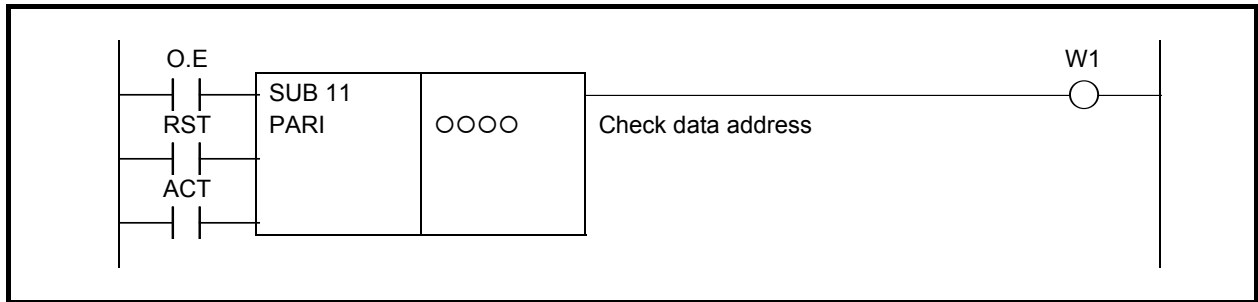 O.E
W1
SUB 11
RST
PARI
○○○○
Check data address
ACT